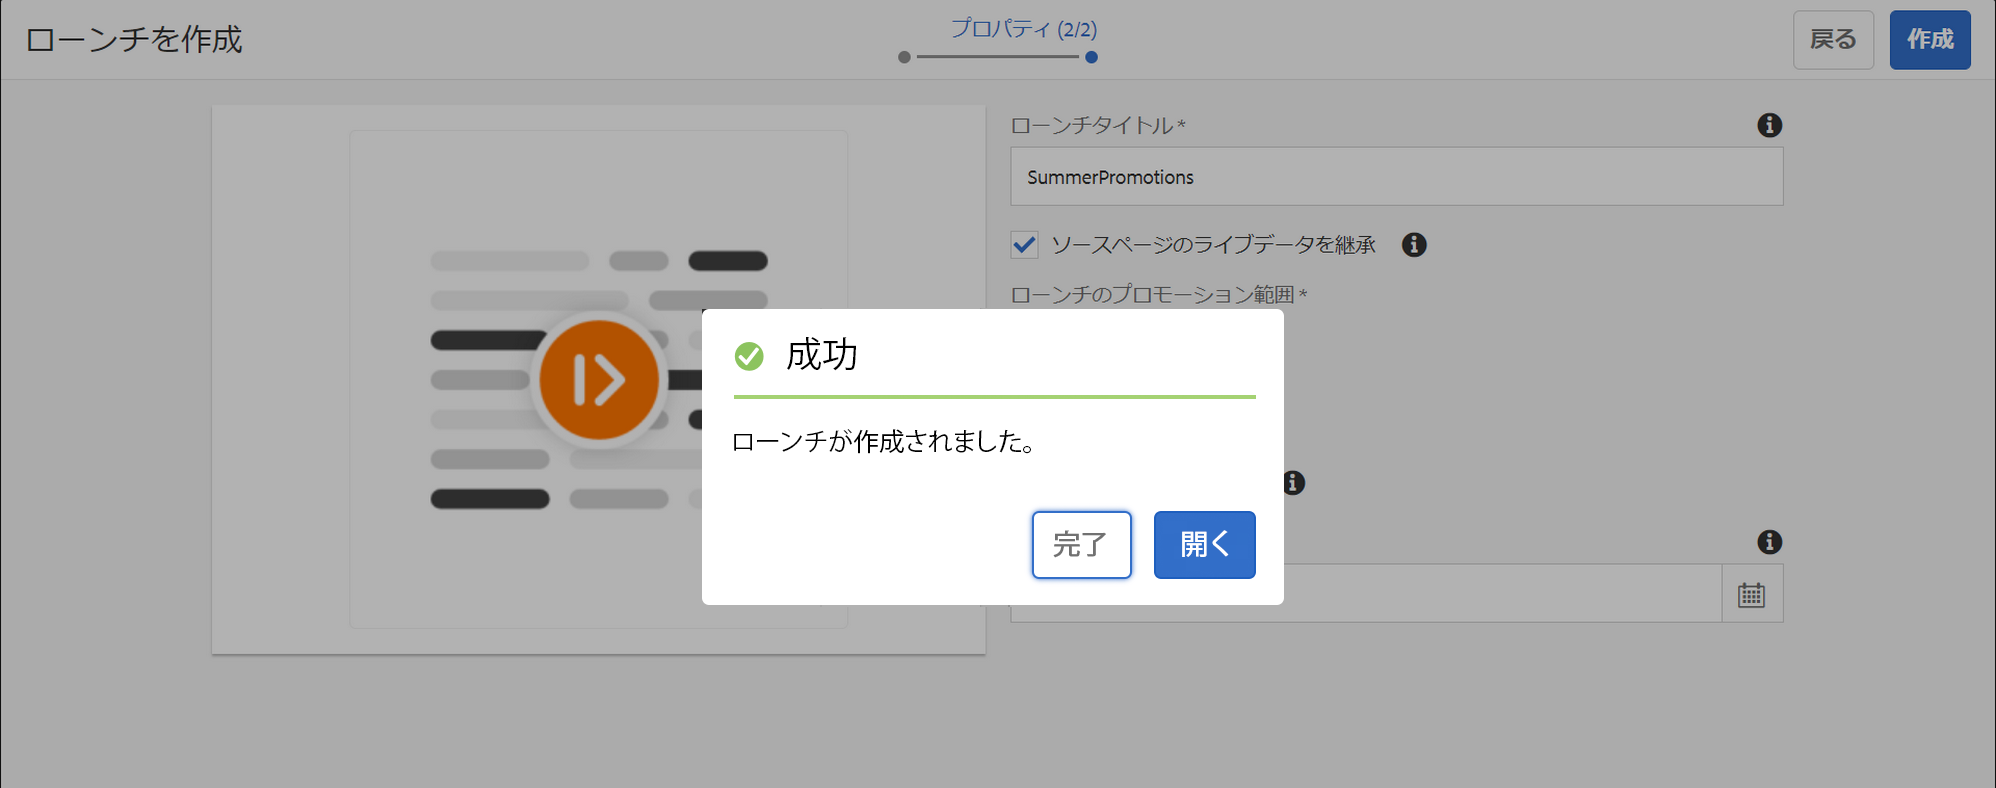 ローンチを作成
プロパティ (2/2)
戻る
作成
ローンチタイトル *
SummerPromotions
ソースページのライブデータを継承
ローンチのプロモーション範囲 *
成功
ローンチが作成されました。
完了
開く